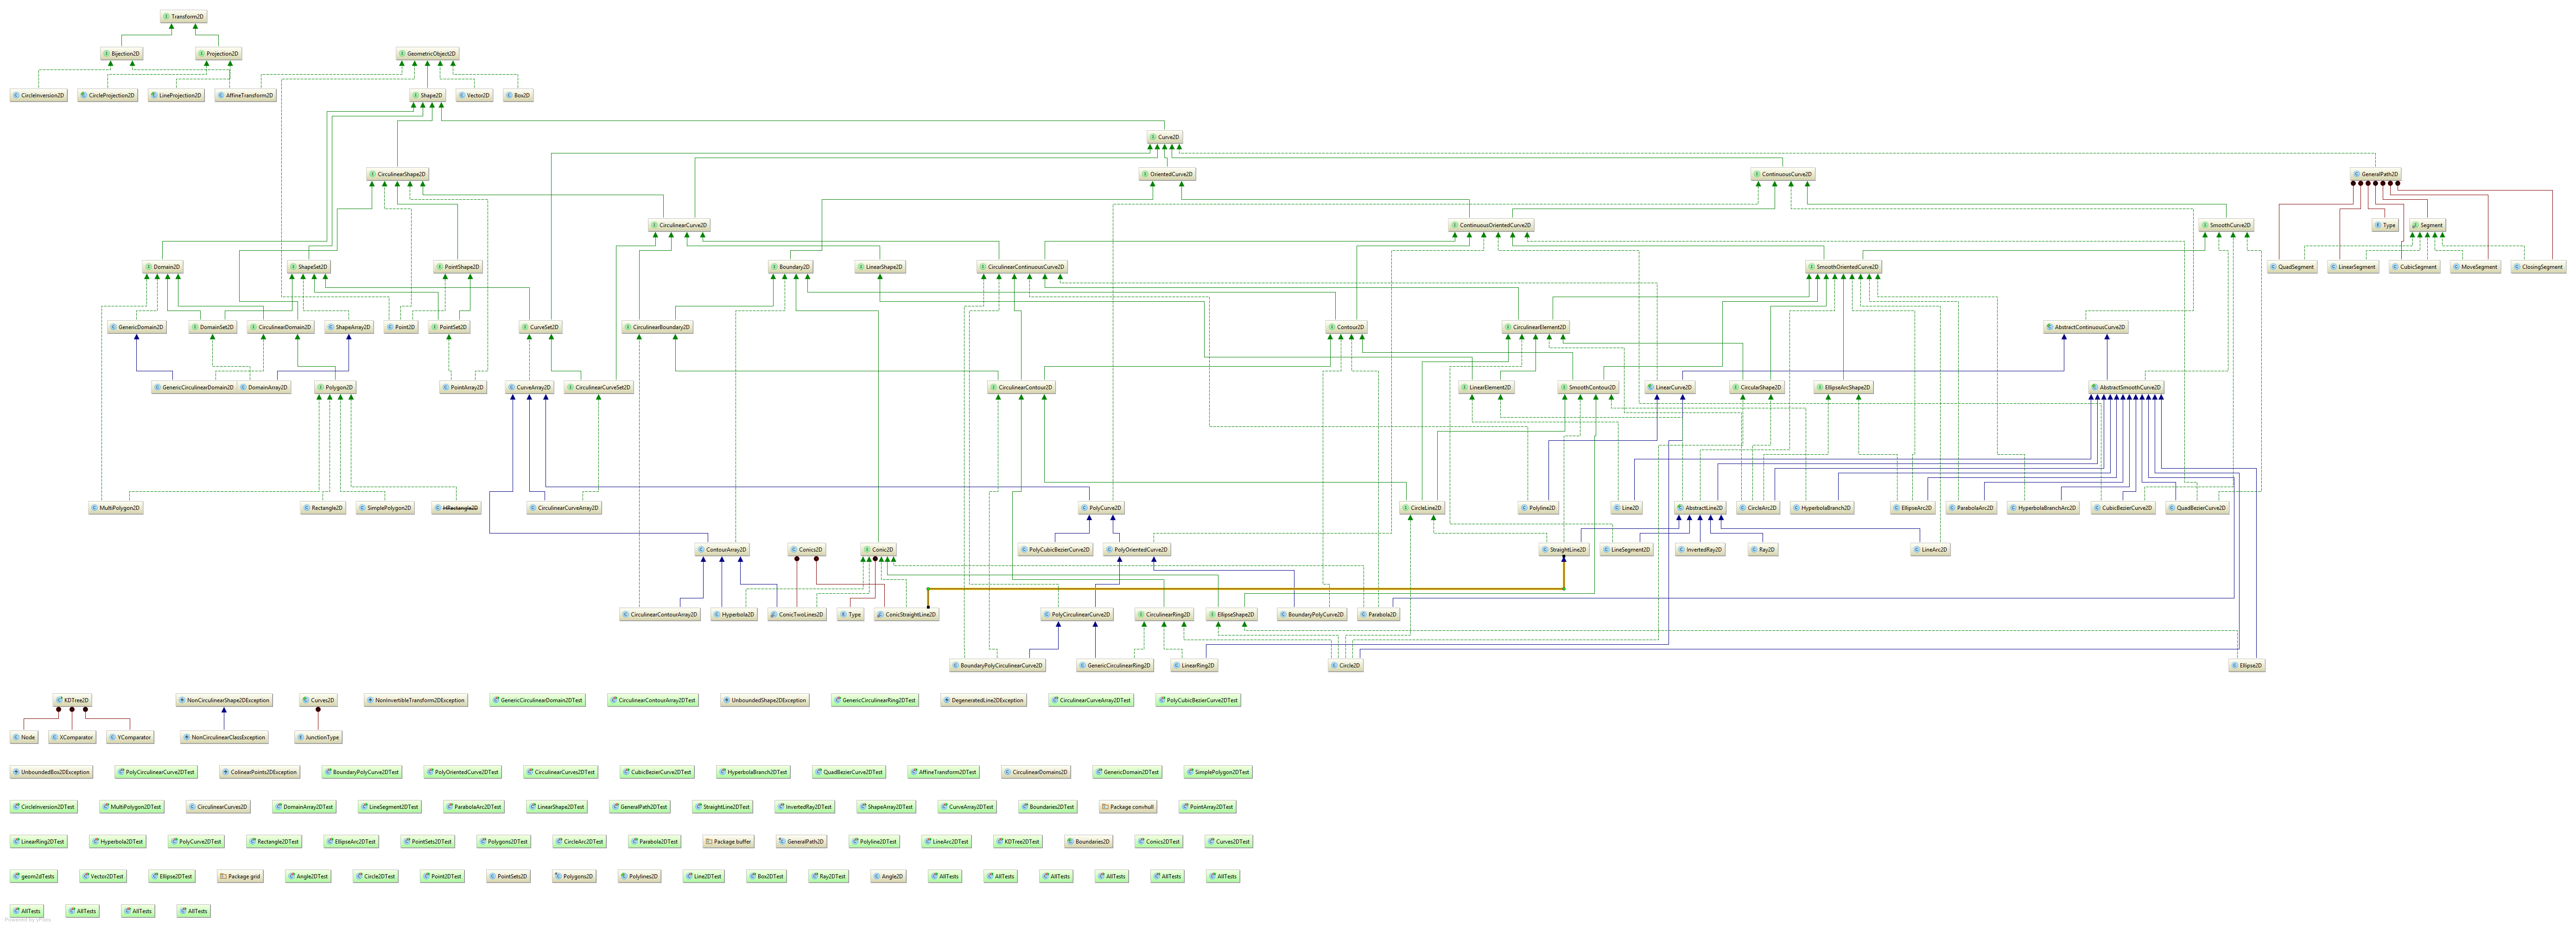 Transform2D
Bijection2D Projection2D GeometricObject2D
CircleInversion2D CircleProjection2D LineProjection2D AffineTransform2D Shape2D Vector2D Box2D
Curve2D
CirculinearShape2D OrientedCurve2D ContinuousCurve2D GeneralPath2D
CirculinearCurve2D ContinuousOrientedCurve2D SmoothCurve2D Type Segment
Domain2D ShapeSet2D PointShape2D Boundary2D LinearShape2D CirculinearContinuousCurve2D SmoothOrientedCurve2D QuadSegment LinearSegment CubicSegment MoveSegment ClosingSegment
GenericDomain2D DomainSet2D CirculinearDomain2D ShapeArray2D Point2D PointSet2D CurveSet2D CirculinearBoundary2D Contour2D CirculinearElement2D AbstractContinuousCurve2D
GenericCirculinearDomain2D DomainArray2D Polygon2D PointArray2D CurveArray2D CirculinearCurveSet2D CirculinearContour2D LinearElement2D SmoothContour2D LinearCurve2D CircularShape2D EllipseArcShape2D AbstractSmoothCurve2D
MultiPolygon2D Rectangle2D SimplePolygon2D HRectangle2D CirculinearCurveArray2D PolyCurve2D CircleLine2D Polyline2D Line2D AbstractLine2D CircleArc2D HyperbolaBranch2D EllipseArc2D ParabolaArc2D HyperbolaBranchArc2D CubicBezierCurve2D QuadBezierCurve2D
ContourArray2D Conics2D Conic2D PolyCubicBezierCurve2D PolyOrientedCurve2D StraightLine2D LineSegment2D InvertedRay2D Ray2D LineArc2D
CirculinearContourArray2D Hyperbola2D ConicTwoLines2D Type ConicStraightLine2D PolyCirculinearCurve2D CirculinearRing2D EllipseShape2D BoundaryPolyCurve2D Parabola2D
BoundaryPolyCirculinearCurve2D GenericCirculinearRing2D LinearRing2D Circle2D Ellipse2D
KDTree2D NonCirculinearShape2DException Curves2D NonInvertibleTransform2DException GenericCirculinearDomain2DTest CirculinearContourArray2DTest UnboundedShape2DException GenericCirculinearRing2DTest DegeneratedLine2DException CirculinearCurveArray2DTest PolyCubicBezierCurve2DTest
Node XComparator YComparator NonCirculinearClassException JunctionType
UnboundedBox2DException PolyCirculinearCurve2DTest ColinearPoints2DException BoundaryPolyCurve2DTest PolyOrientedCurve2DTest CirculinearCurves2DTest CubicBezierCurve2DTest HyperbolaBranch2DTest QuadBezierCurve2DTest AffineTransform2DTest CirculinearDomains2D GenericDomain2DTest SimplePolygon2DTest
CircleInversion2DTest MultiPolygon2DTest CirculinearCurves2D DomainArray2DTest LineSegment2DTest ParabolaArc2DTest LinearShape2DTest GeneralPath2DTest StraightLine2DTest InvertedRay2DTest ShapeArray2DTest CurveArray2DTest Boundaries2DTest Package convhull PointArray2DTest
LinearRing2DTest Hyperbola2DTest PolyCurve2DTest Rectangle2DTest EllipseArc2DTest PointSets2DTest Polygons2DTest CircleArc2DTest Parabola2DTest Package buffer GeneralPath2D Polyline2DTest LineArc2DTest KDTree2DTest Boundaries2D Conics2DTest Curves2DTest
geom2dTests Vector2DTest Ellipse2DTest Package grid Angle2DTest Circle2DTest Point2DTest PointSets2D Polygons2D Polylines2D Line2DTest Box2DTest Ray2DTest Angle2D AllTests AllTests AllTests AllTests AllTests AllTests
AllTests AllTests AllTests AllTests
Powered by yFiles